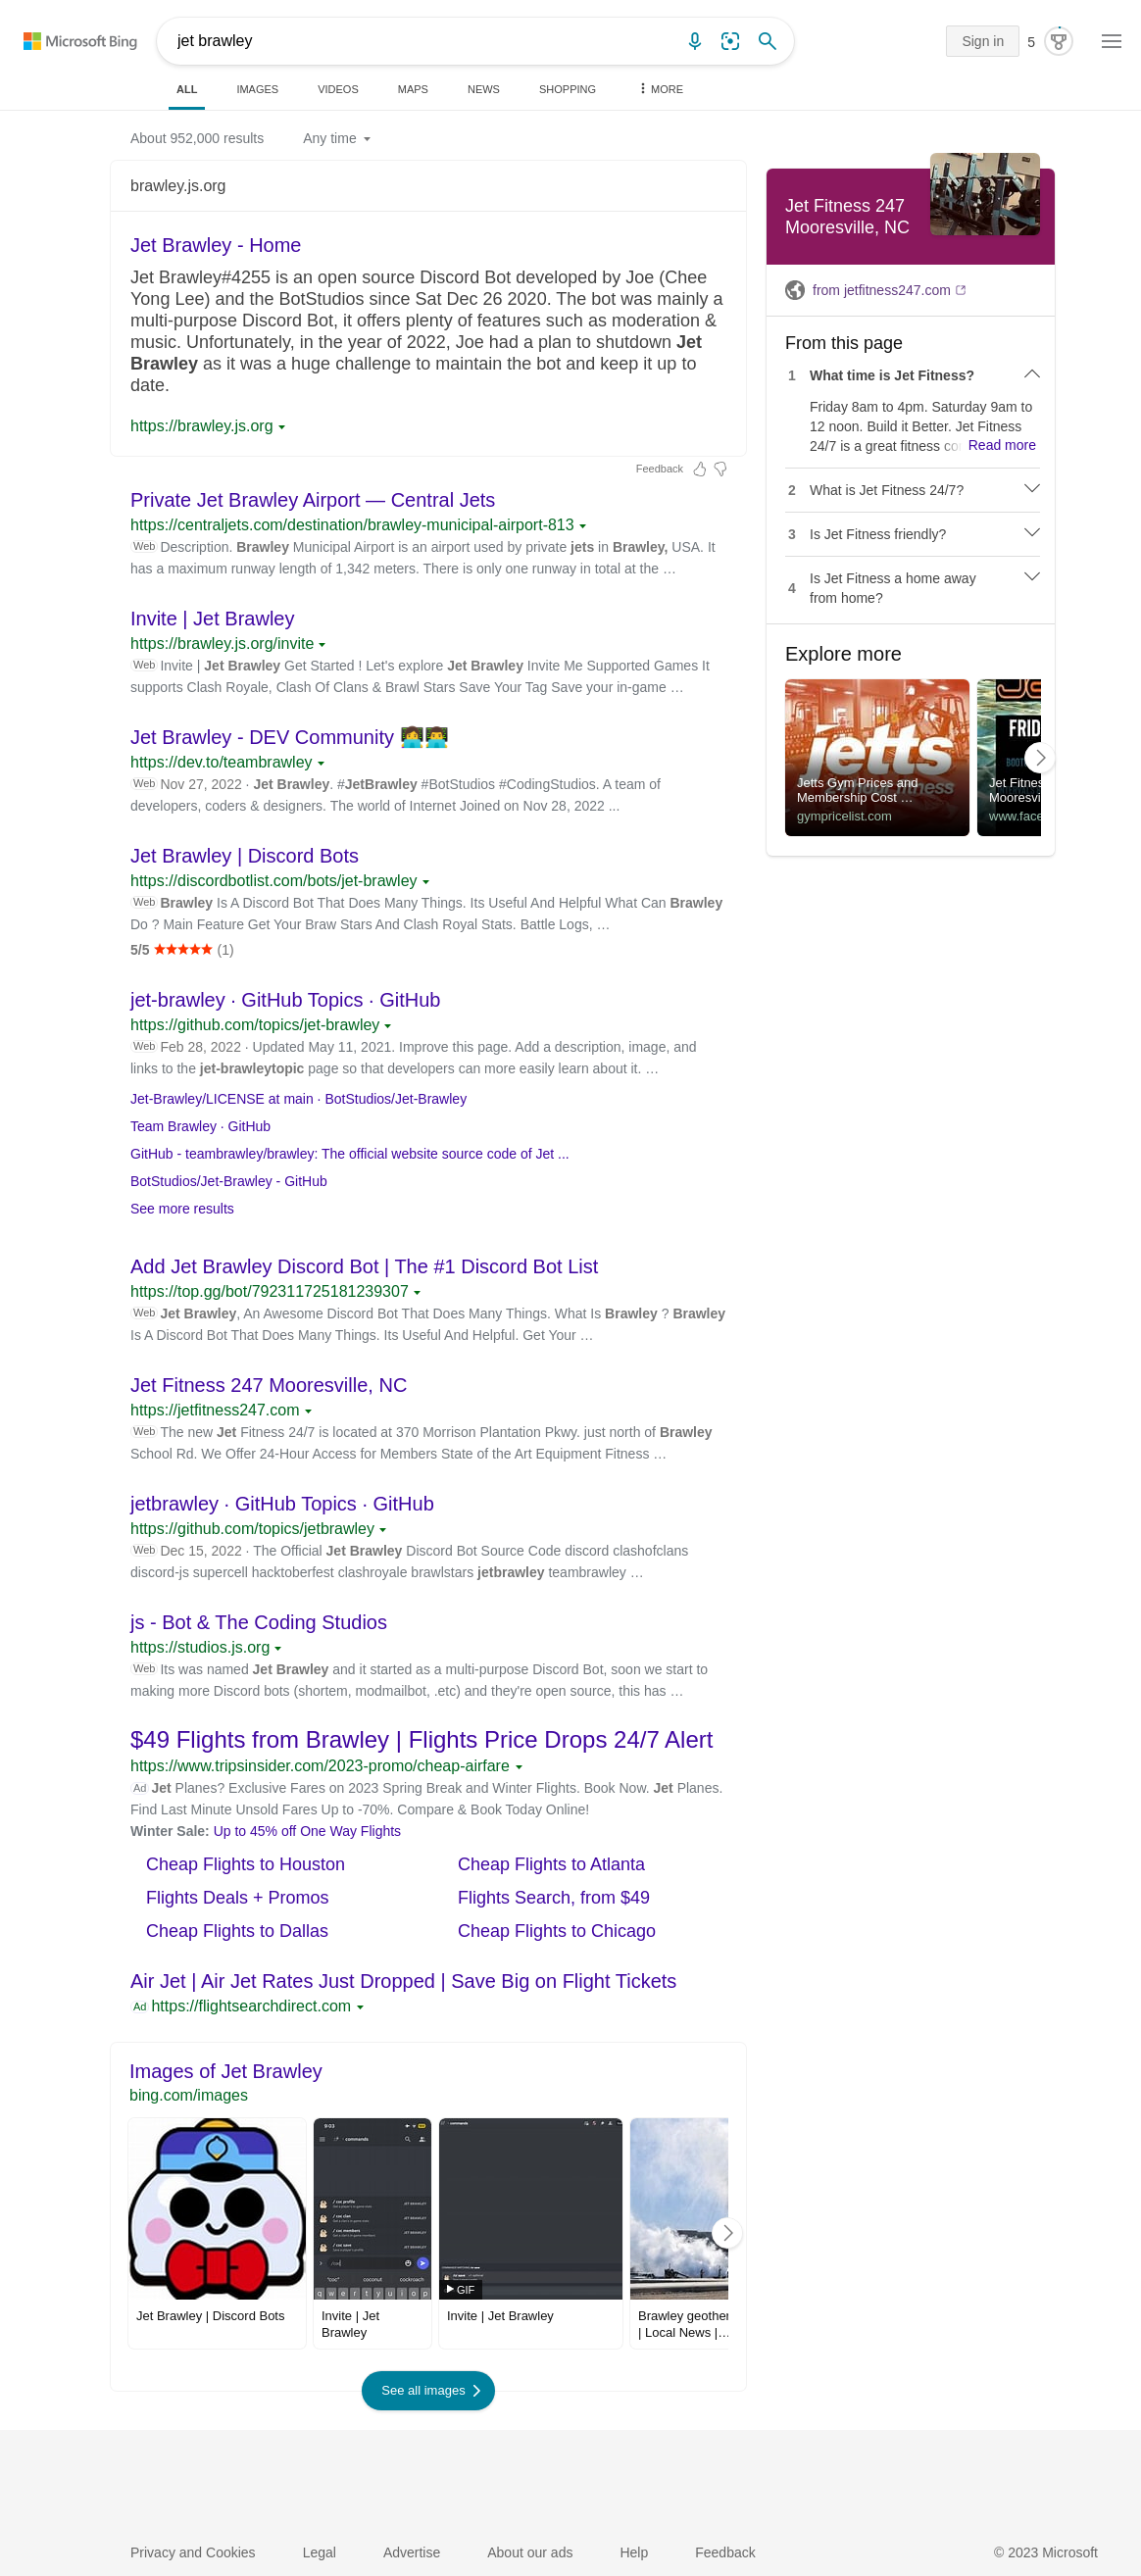 Microsoft Bing
jet brawley
Sign in
5
ALL
IMAGES
VIDEOS
MAPS
NEWS
SHOPPING
MORE
About 952,000 results
Any time
brawley.js.org
Jet Brawley - Home
Jet Brawley#4255 is an open source Discord Bot developed by Joe (Chee
Yong Lee) and the BotStudios since Sat Dec 26 2020. The bot was mainly a
multi-purpose Discord Bot, it offers plenty of features such as moderation &
music. Unfortunately, in the year of 2022, Joe had a plan to shutdown Jet
Brawley as it was a huge challenge to maintain the bot and keep it up to
date.
https://brawley.js.org
Feedback
Private Jet Brawley Airport — Central Jets
https://centraljets.com/destination/brawley-municipal-airport-813
Web Description. Brawley Municipal Airport is an airport used by private jets in Brawley, USA. It
has a maximum runway length of 1,342 meters. There is only one runway in total at the …
Invite | Jet Brawley
https://brawley.js.org/invite
Web Invite | Jet Brawley Get Started ! Let's explore Jet Brawley Invite Me Supported Games It
supports Clash Royale, Clash Of Clans & Brawl Stars Save Your Tag Save your in-game …
Jet Brawley - DEV Community 👩‍💻👨‍💻
https://dev.to/teambrawley
Web Nov 27, 2022 · Jet Brawley. #JetBrawley #BotStudios #CodingStudios. A team of
developers, coders & designers. The world of Internet Joined on Nov 28, 2022 ...
Jet Brawley | Discord Bots
https://discordbotlist.com/bots/jet-brawley
Web Brawley Is A Discord Bot That Does Many Things. Its Useful And Helpful What Can Brawley
Do ? Main Feature Get Your Braw Stars And Clash Royal Stats. Battle Logs, …
5/5 ★★★★★ (1)
jet-brawley · GitHub Topics · GitHub
https://github.com/topics/jet-brawley
Web Feb 28, 2022 · Updated May 11, 2021. Improve this page. Add a description, image, and
links to the jet-brawleytopic page so that developers can more easily learn about it. …
Jet-Brawley/LICENSE at main · BotStudios/Jet-Brawley
Team Brawley · GitHub
GitHub - teambrawley/brawley: The official website source code of Jet ...
BotStudios/Jet-Brawley - GitHub
See more results
Add Jet Brawley Discord Bot | The #1 Discord Bot List
https://top.gg/bot/792311725181239307
Web Jet Brawley, An Awesome Discord Bot That Does Many Things. What Is Brawley ? Brawley
Is A Discord Bot That Does Many Things. Its Useful And Helpful. Get Your …
Jet Fitness 247 Mooresville, NC
https://jetfitness247.com
Web The new Jet Fitness 24/7 is located at 370 Morrison Plantation Pkwy. just north of Brawley
School Rd. We Offer 24-Hour Access for Members State of the Art Equipment Fitness …
jetbrawley · GitHub Topics · GitHub
https://github.com/topics/jetbrawley
Web Dec 15, 2022 · The Official Jet Brawley Discord Bot Source Code discord clashofclans
discord-js supercell hacktoberfest clashroyale brawlstars jetbrawley teambrawley …
js - Bot & The Coding Studios
https://studios.js.org
Web Its was named Jet Brawley and it started as a multi-purpose Discord Bot, soon we start to
making more Discord bots (shortem, modmailbot, .etc) and they're open source, this has …
$49 Flights from Brawley | Flights Price Drops 24/7 Alert
https://www.tripsinsider.com/2023-promo/cheap-airfare
Ad Jet Planes? Exclusive Fares on 2023 Spring Break and Winter Flights. Book Now. Jet Planes.
Find Last Minute Unsold Fares Up to -70%. Compare & Book Today Online!
Winter Sale: Up to 45% off One Way Flights
Cheap Flights to Houston
Cheap Flights to Atlanta
Flights Deals + Promos
Flights Search, from $49
Cheap Flights to Dallas
Cheap Flights to Chicago
Air Jet | Air Jet Rates Just Dropped | Save Big on Flight Tickets
Ad https://flightsearchdirect.com
Images of Jet Brawley
bing.com/images
commands
commands
"coc" coconut cockroach
q w e r t y u i o p
GIF
Jet Brawley | Discord Bots
Invite | Jet
Brawley
Invite | Jet Brawley
Brawley geother
| Local News |…
See all images
Jet Fitness 247
Mooresville, NC
from jetfitness247.com
From this page
1 What time is Jet Fitness?
Friday 8am to 4pm. Saturday 9am to
12 noon. Build it Better. Jet Fitness
24/7 is a great fitness co Read more
2 What is Jet Fitness 24/7?
3 Is Jet Fitness friendly?
4 Is Jet Fitness a home away
from home?
Explore more
jetts
Jetts Gym Prices and
Membership Cost …
gympricelist.com
FRID
Jet Fitnes
Mooresvi
www.face
Privacy and Cookies
Legal
Advertise
About our ads
Help
Feedback
© 2023 Microsoft